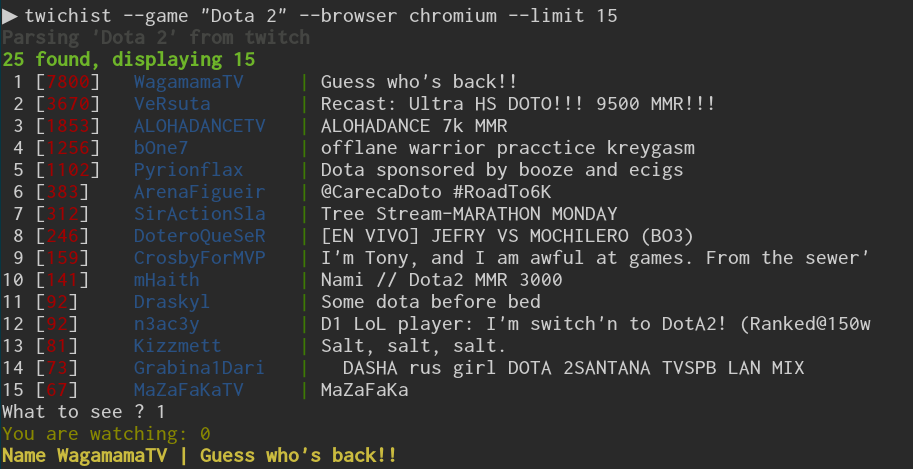 ▶ twichist --game "Dota 2" --browser chromium --limit 15
Parsing 'Dota 2' from twitch
25 found, displaying 15
1 [7800] WagamamaTV | Guess who's back!!
2 [3670] VeRsuta | Recast: Ultra HS DOTO!!! 9500 MMR!!!
3 [1853] ALOHADANCETV | ALOHADANCE 7k MMR
4 [1256] bOne7 | offlane warrior pracctice kreygasm
5 [1102] Pyrionflax | Dota sponsored by booze and ecigs
6 [383] ArenaFigueir | @CarecaDoto #RoadTo6K
7 [312] SirActionSla | Tree Stream-MARATHON MONDAY
8 [246] DoteroQueSeR | [EN VIVO] JEFRY VS MOCHILERO (BO3)
9 [159] CrosbyForMVP | I'm Tony, and I am awful at games. From the sewer'
10 [141] mHaith | Nami // Dota2 MMR 3000
11 [92] Draskyl | Some dota before bed
12 [92] n3ac3y | D1 LoL player: I'm switch'n to DotA2! (Ranked@150w
13 [81] Kizzmett | Salt, salt, salt.
14 [73] Grabina1Dari | DASHA rus girl DOTA 2SANTANA TVSPB LAN MIX
15 [67] MaZaFaKaTV | MaZaFaKa
What to see ? 1
You are watching: 0
Name WagamamaTV | Guess who's back!!